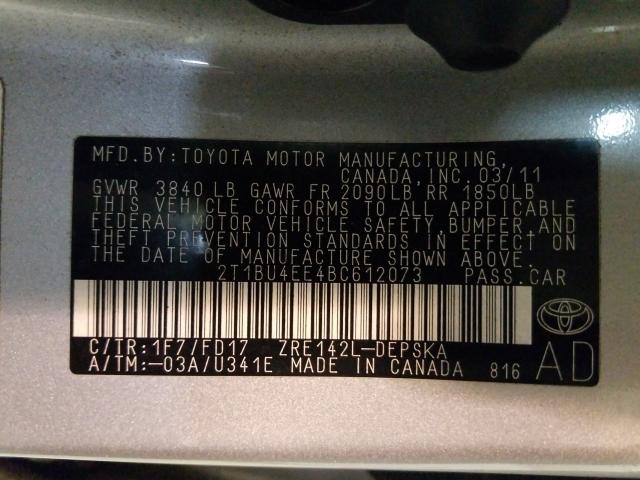 MFD.BY:TOYOTA MOTOR MANUFACTURING,
CANADA,INC. 03/11
GVWR 3840 LB GAWR FR 2090LB RR 1850LB
THIS VEHICLE CONFORMS TO ALL APPLICABLE
FEDERAL MOTOR VEHICLE SAFETY,BUMPER,AND
THEFT PREVENTION STANDARDS IN EFFECT ON
THE DATE OF MANUFACTURE SHOWN ABOVE.
2T1BU4EE4BC612073 PASS.CAR
C/TR:1F7/FD17 ZRE142L-DEPSKA
A/TM:-03A/U341E MADE IN CANADA 816 AD